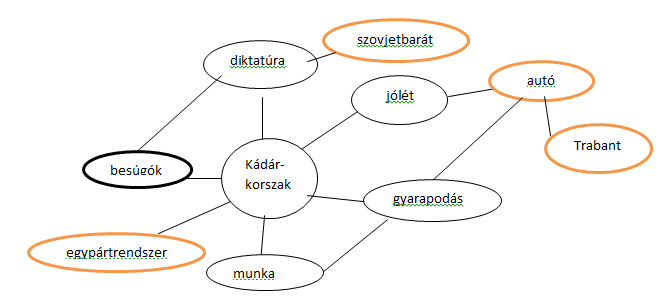 szovjetbarát
diktatúra
autó
jólét
Trabant
besúgók
Kádár-
korszak
gyarapodás
egypártrendszer
munka